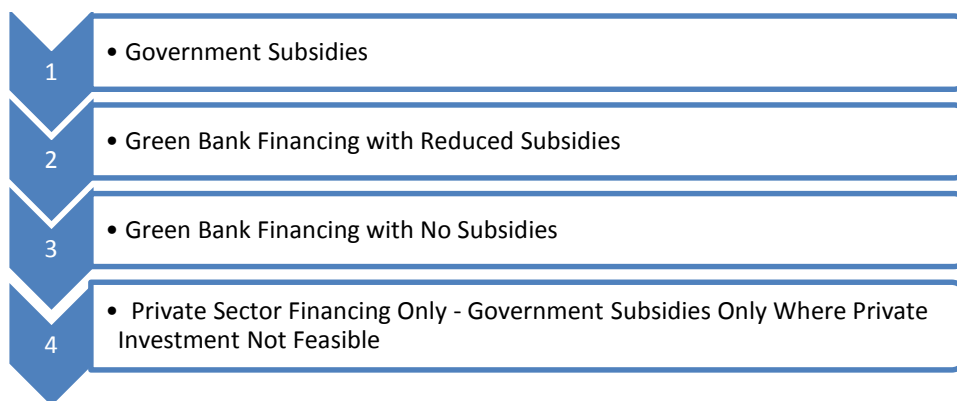 1
• Government Subsidies
2
• Green Bank Financing with Reduced Subsidies
3
• Green Bank Financing with No Subsidies
4
• Private Sector Financing Only - Government Subsidies Only Where Private
Investment Not Feasible